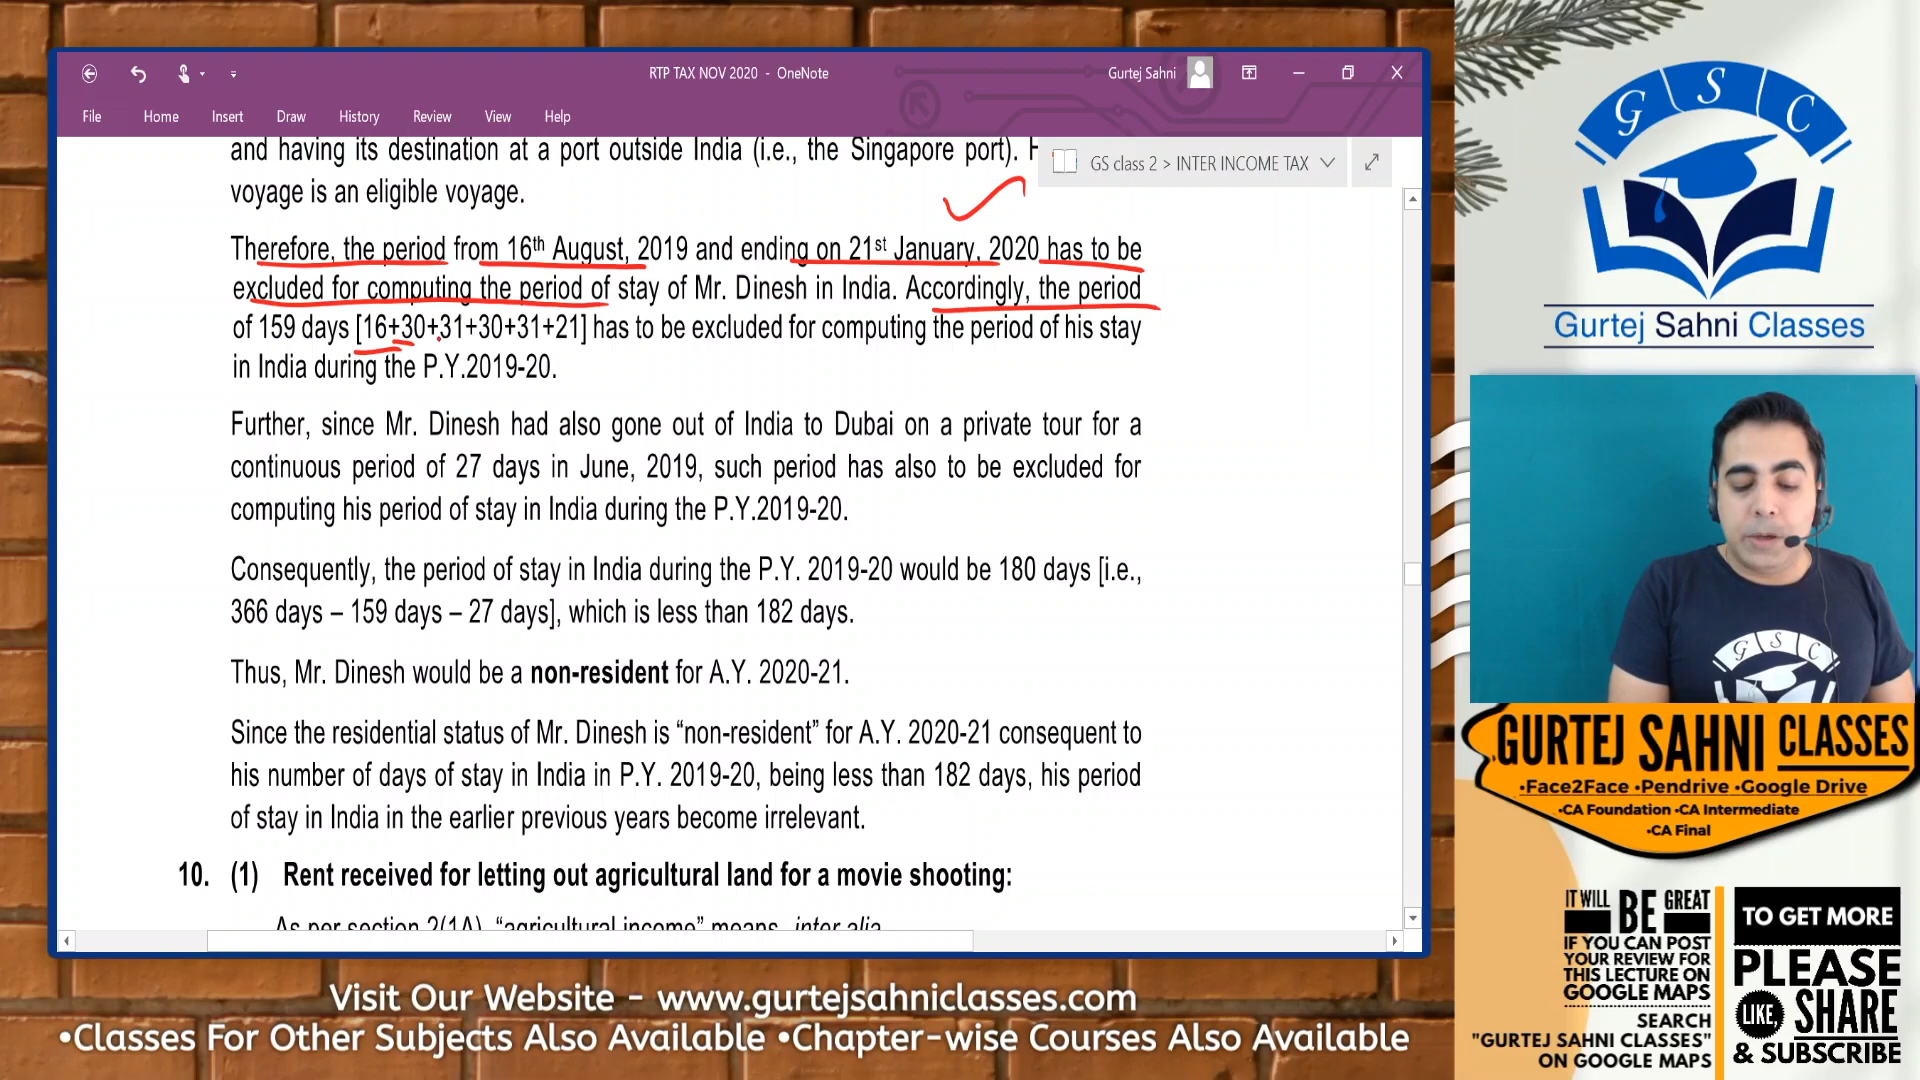 RTP TAX NOV 2020 - OneNote
Gurtej Sahni
File
Home
Insert
Draw
History
Review
View
Help
GS class 2 > INTER INCOME TAX
and having its destination at a port outside India (i.e., the Singapore port).
voyage is an eligible voyage.
Therefore, the period from 16th August, 2019 and ending on 21st January, 2020 has to be
excluded for computing the period of stay of Mr. Dinesh in India. Accordingly, the period
of 159 days [16+30+31+30+31+21] has to be excluded for computing the period of his stay
in India during the P.Y.2019-20.
Further, since Mr. Dinesh had also gone out of India to Dubai on a private tour for a
continuous period of 27 days in June, 2019, such period has also to be excluded for
computing his period of stay in India during the P.Y.2019-20.
Consequently, the period of stay in India during the P.Y. 2019-20 would be 180 days [i.e.,
366 days – 159 days – 27 days], which is less than 182 days.
Thus, Mr. Dinesh would be a non-resident for A.Y. 2020-21.
Since the residential status of Mr. Dinesh is “non-resident” for A.Y. 2020-21 consequent to
his number of days of stay in India in P.Y. 2019-20, being less than 182 days, his period
of stay in India in the earlier previous years become irrelevant.
10. (1) Rent received for letting out agricultural land for a movie shooting:
As per section 2(1A), “agricultural income” means, inter alia
GSC
Gurtej Sahni Classes
GSC
GURTEJ SAHNI CLASSES
•Face2Face •Pendrive •Google Drive
•CA Foundation •CA Intermediate
•CA Final
IT WILL BE GREAT
IF YOU CAN POST
YOUR REVIEW FOR
THIS LECTURE ON
GOOGLE MAPS
SEARCH
"GURTEJ SAHNI CLASSES"
ON GOOGLE MAPS
TO GET MORE
PLEASE
LIKE, SHARE
& SUBSCRIBE
Visit Our Website - www.gurtejsahniclasses.com
•Classes For Other Subjects Also Available •Chapter-wise Courses Also Available